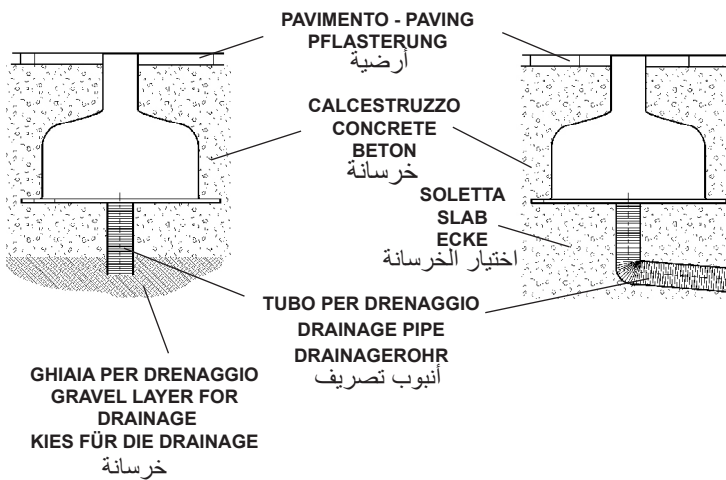 PAVIMENTO - PAVING
PFLASTERUNG
أرضية
CALCESTRUZZO
CONCRETE
BETON
خرسانة
SOLETTA
SLAB
ECKE
اختيار الخرسانة
TUBO PER DRENAGGIO
DRAINAGE PIPE
DRAINAGEROHR
أنبوب تصريف
GHIAIA PER DRENAGGIO
GRAVEL LAYER FOR
DRAINAGE
KIES FÜR DIE DRAINAGE
خرسانة